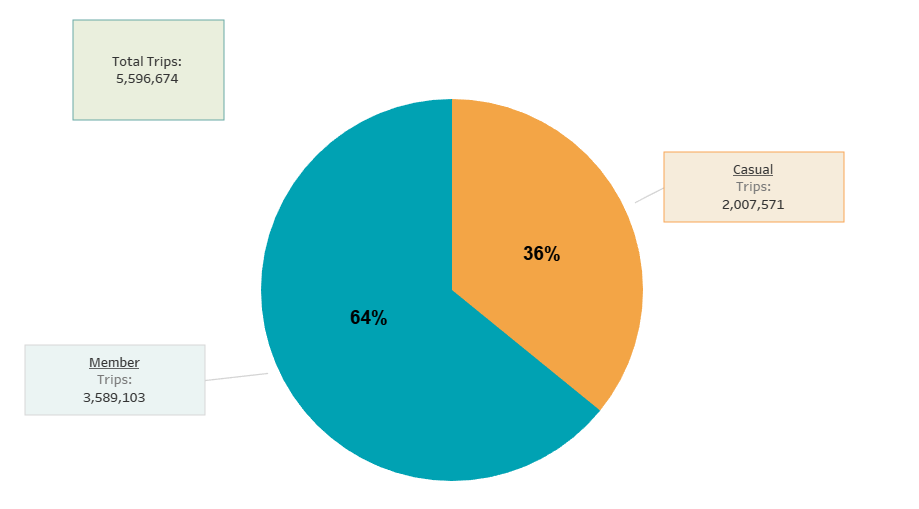 Total Trips:
5,596,674
Casual
Trips:
2,007,571
36%
64%
Member
Trips:
3,589,103